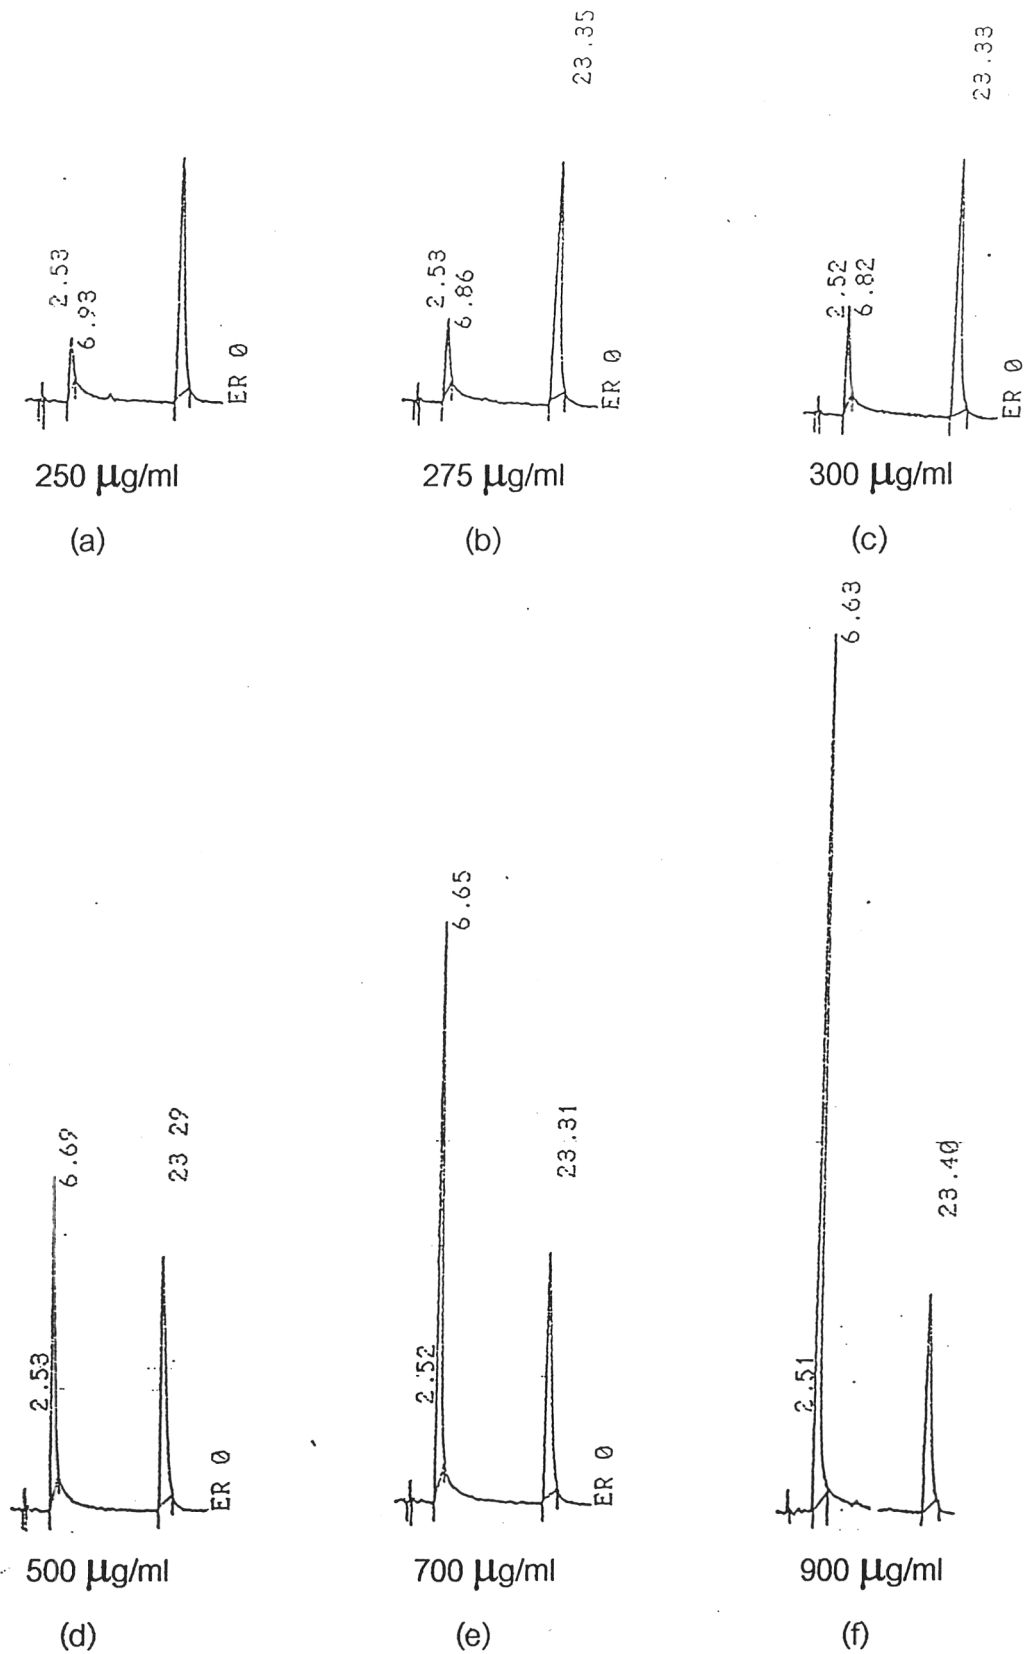 23.35
23.33
2.53
6.93
ER 0
2.53
6.86
ER 0
2.52
6.82
ER 0
250 µg/ml
275 µg/ml
300 µg/ml
(a)
(b)
(c)
6.63
6.65
6.69
23 29
23.31
23.40
2.53
ER 0
2.52
ER 0
2.51
500 µg/ml
700 µg/ml
900 µg/ml
(d)
(e)
(f)